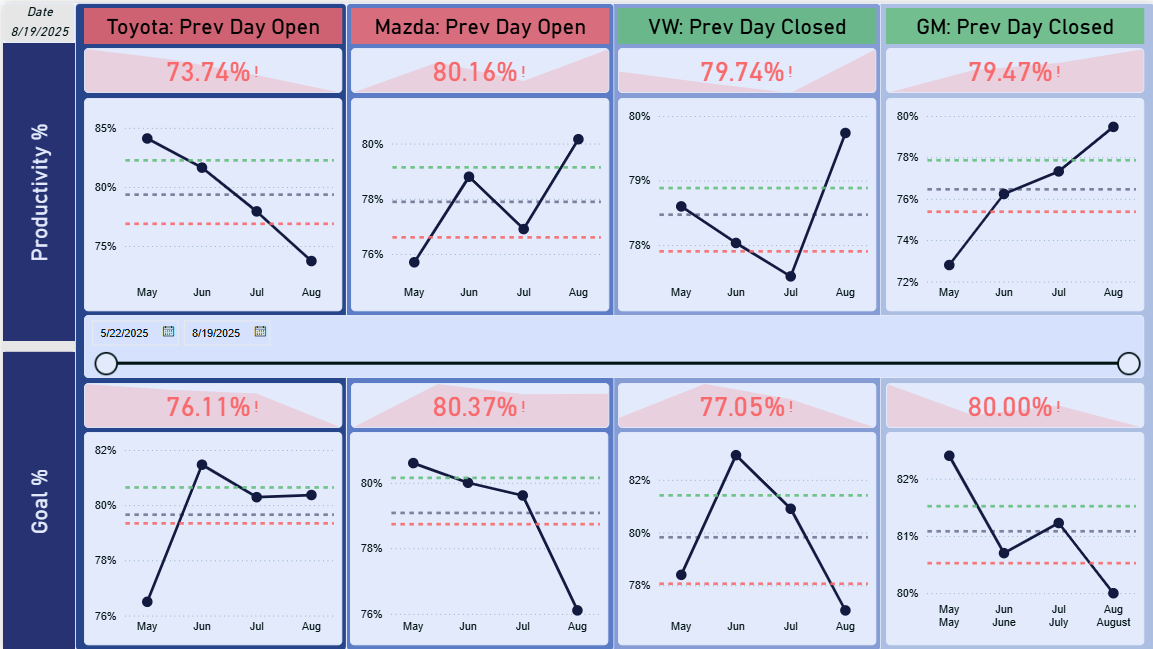 Date
8/19/2025
Toyota: Prev Day Open
Mazda: Prev Day Open
VW: Prev Day Closed
GM: Prev Day Closed
Productivity %
73.74%!
80.16%!
79.74%!
79.47%!
85%
80%
75%
May Jun Jul Aug
80%
78%
76%
May Jun Jul Aug
80%
79%
78%
May Jun Jul Aug
80%
78%
76%
74%
72%
May Jun Jul Aug
5/22/2025
8/19/2025
Goal %
76.11%!
80.37%!
77.05%!
80.00%!
82%
80%
78%
76%
May Jun Jul Aug
80%
78%
76%
May Jun Jul Aug
82%
80%
78%
May Jun Jul Aug
82%
81%
80%
May Jun Jul Aug
May June July August